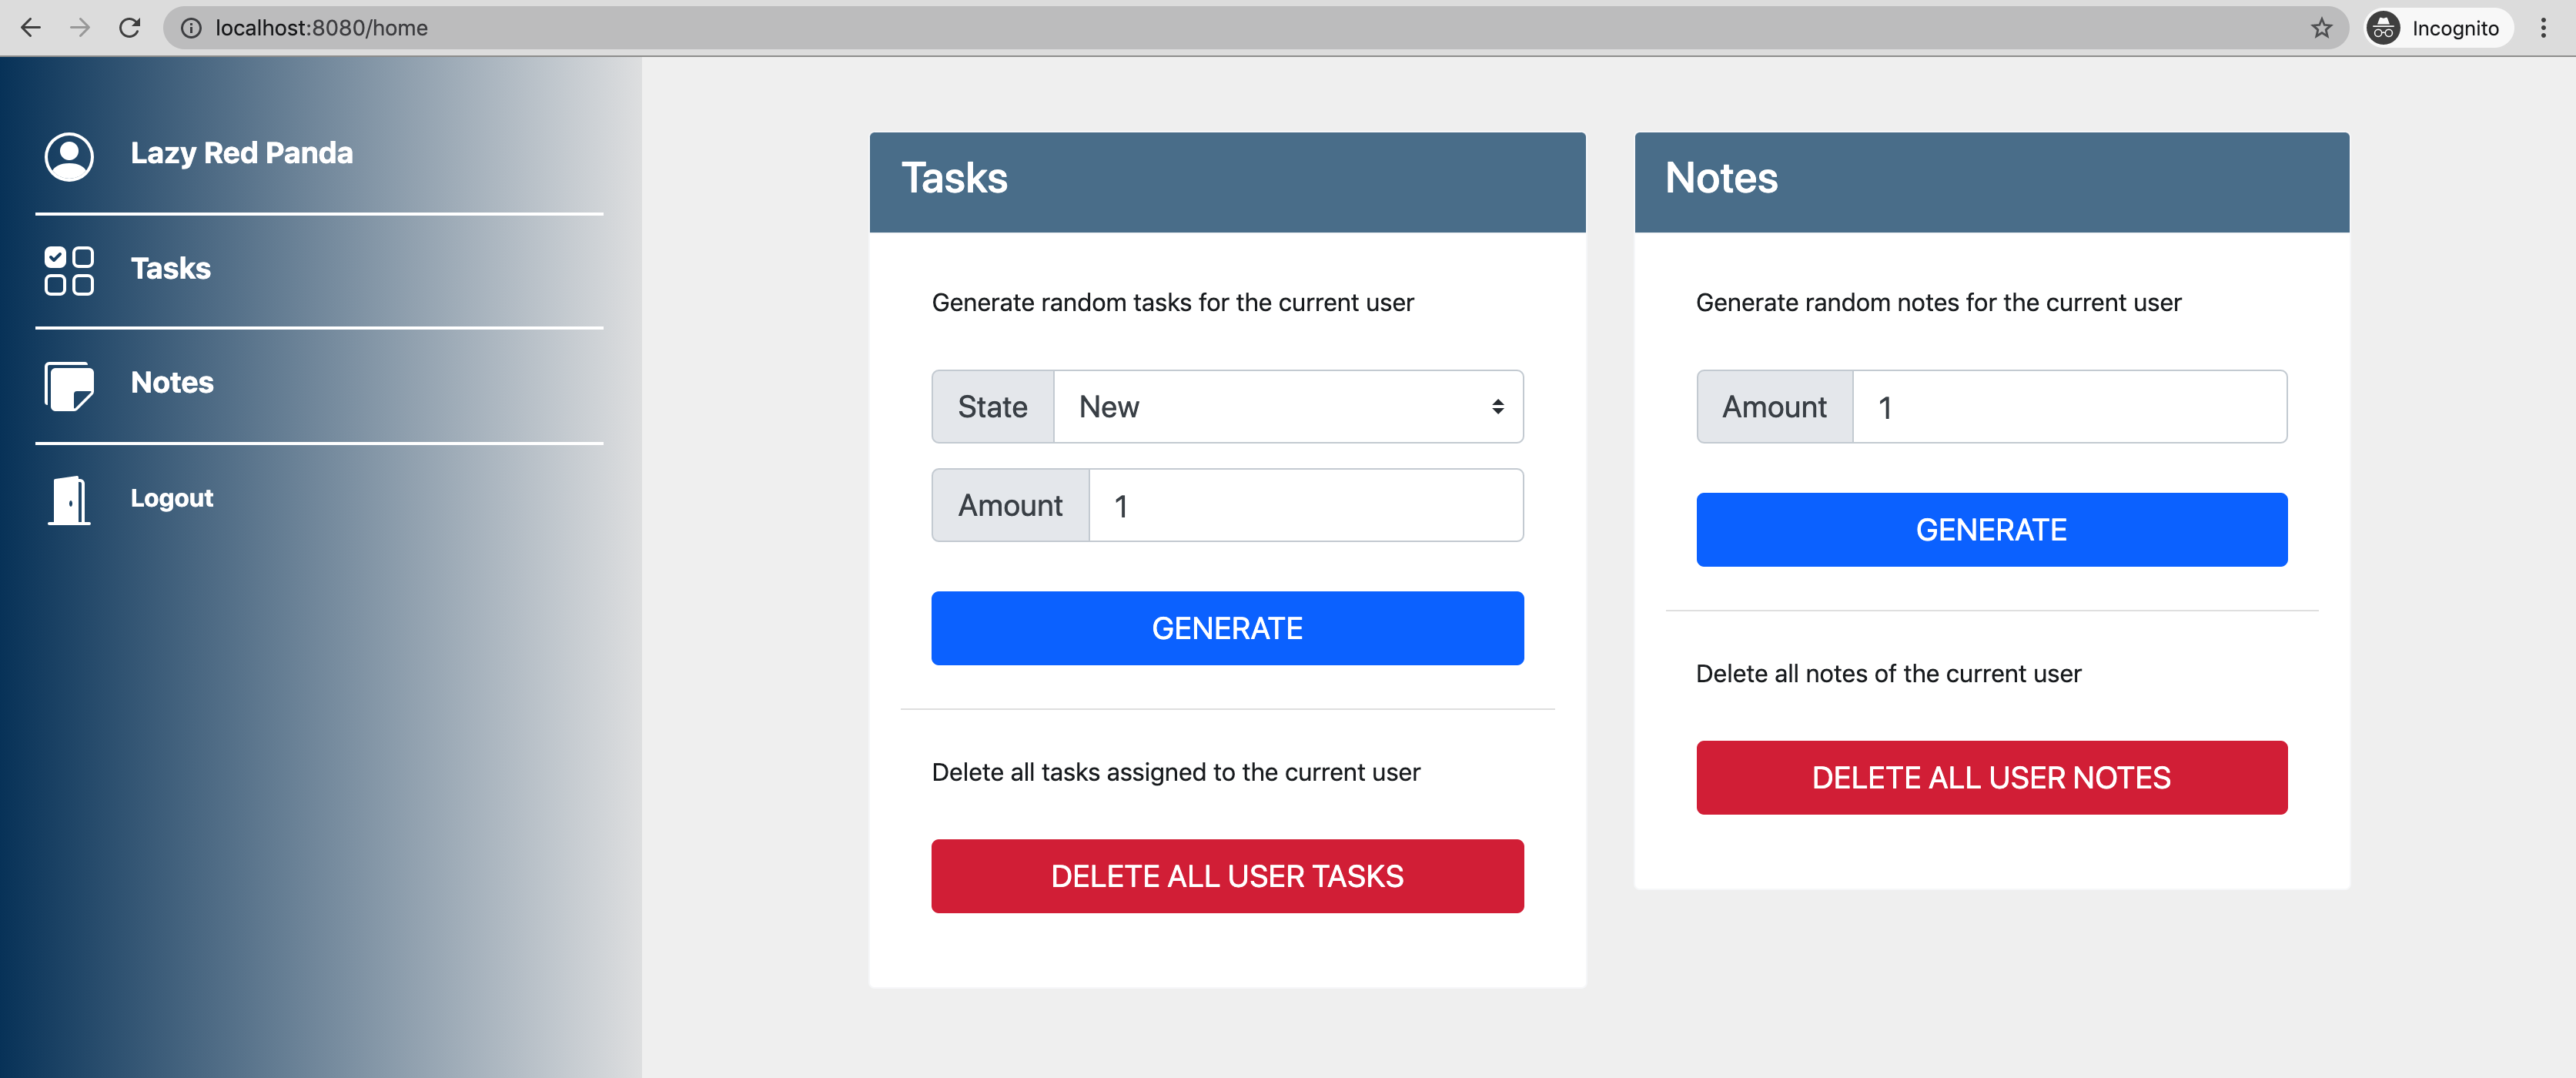 localhost:8080/home
Incognito
Lazy Red Panda
Tasks
Notes
Logout
Tasks
Generate random tasks for the current user
State New
Amount 1
GENERATE
Delete all tasks assigned to the current user
DELETE ALL USER TASKS
Notes
Generate random notes for the current user
Amount 1
GENERATE
Delete all notes of the current user
DELETE ALL USER NOTES